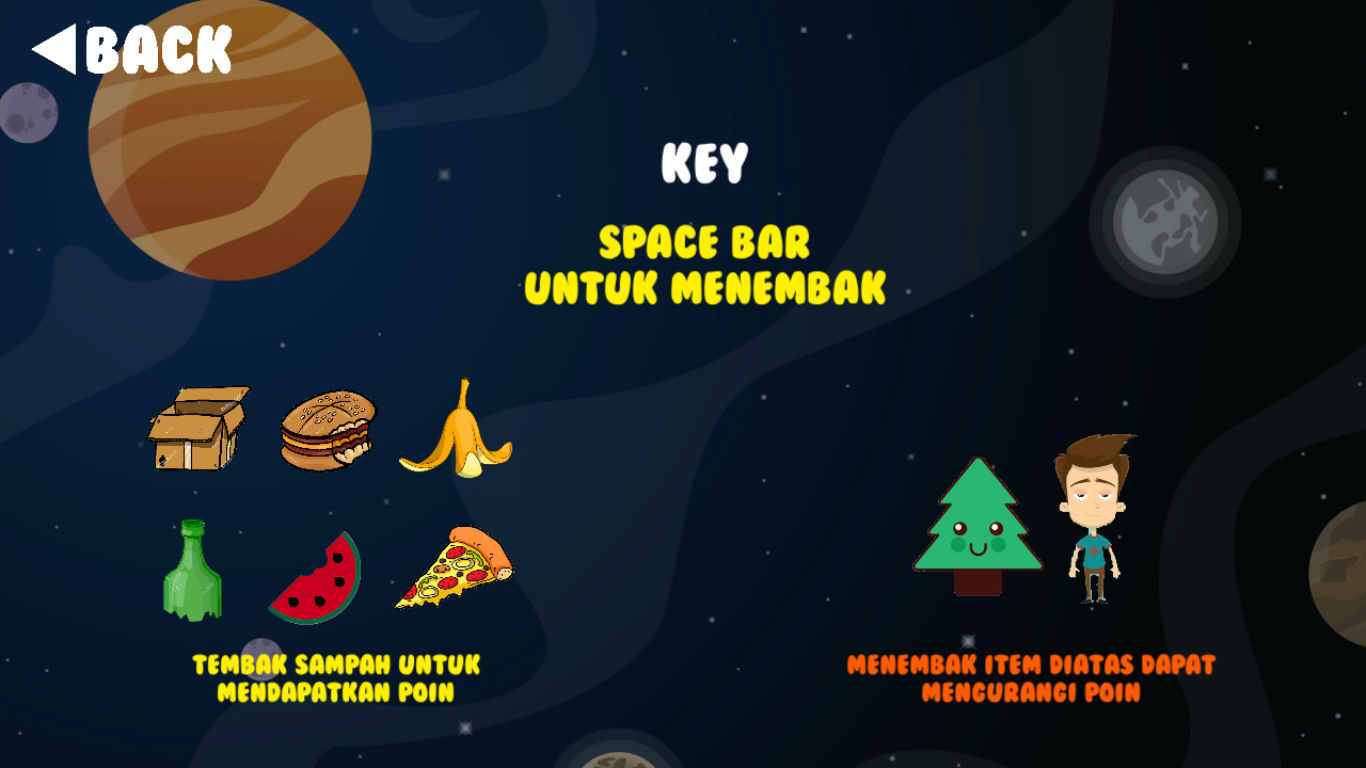 BACK
KEY
SPACE BAR
UNTUK MENEMBAK
TEMBAK SAMPAH UNTUK
MENDAPATKAN POIN
MENEMBAK ITEM DIATAS DAPAT
MENGURANGI POIN